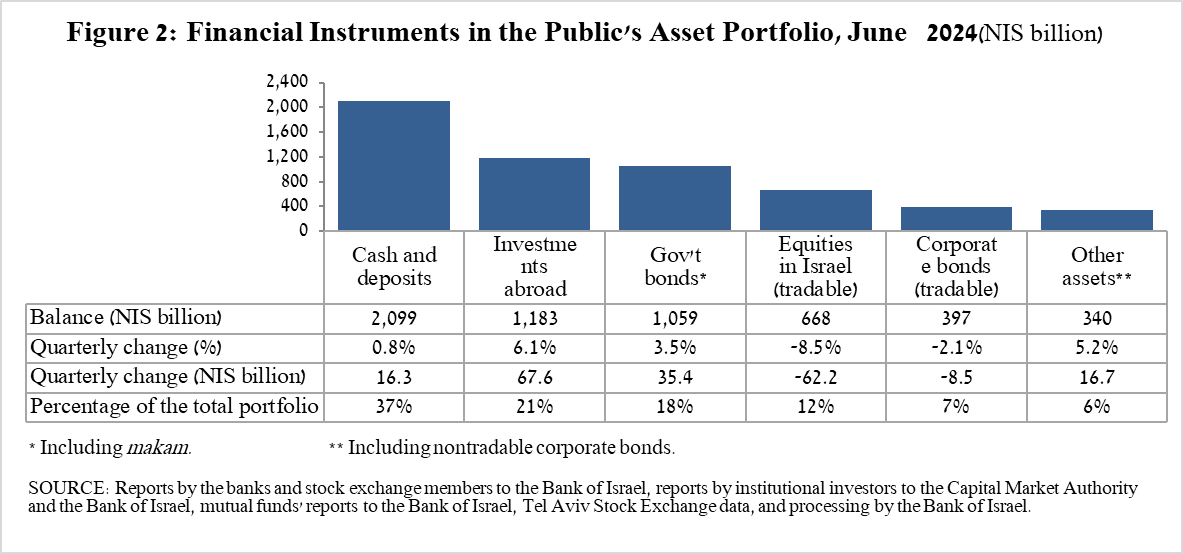 Figure 2: Financial Instruments in the Public's Asset Portfolio, June 2024(NIS billion)
2,400
2,000
1,600
1,200
800
400
0
Cash and
deposits
Investme
nts
abroad
Gov't
bonds*
Equities
in Israel
(tradable)
Corporat
e bonds
(tradable)
Other
assets**
Balance (NIS billion) 2,099 1,183 1,059 668 397 340
Quarterly change (%) 0.8% 6.1% 3.5% -8.5% -2.1% 5.2%
Quarterly change (NIS billion) 16.3 67.6 35.4 -62.2 -8.5 16.7
Percentage of the total portfolio 37% 21% 18% 12% 7% 6%
* Including makam. ** Including nontradable corporate bonds.
SOURCE: Reports by the banks and stock exchange members to the Bank of Israel, reports by institutional investors to the Capital Market Authority
and the Bank of Israel, mutual funds' reports to the Bank of Israel, Tel Aviv Stock Exchange data, and processing by the Bank of Israel.